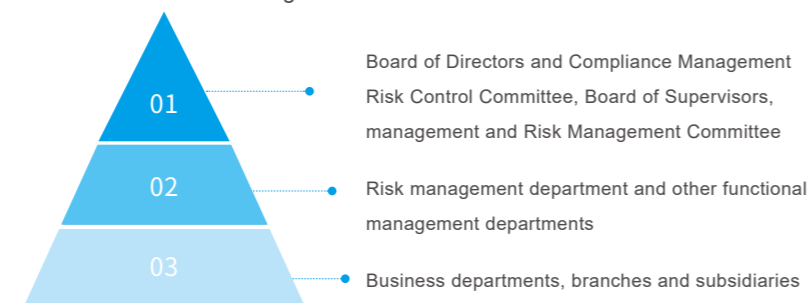 01
Board of Directors and Compliance Management
Risk Control Committee, Board of Supervisors,
management and Risk Management Committee
02
Risk management department and other functional
management departments
03
Business departments, branches and subsidiaries